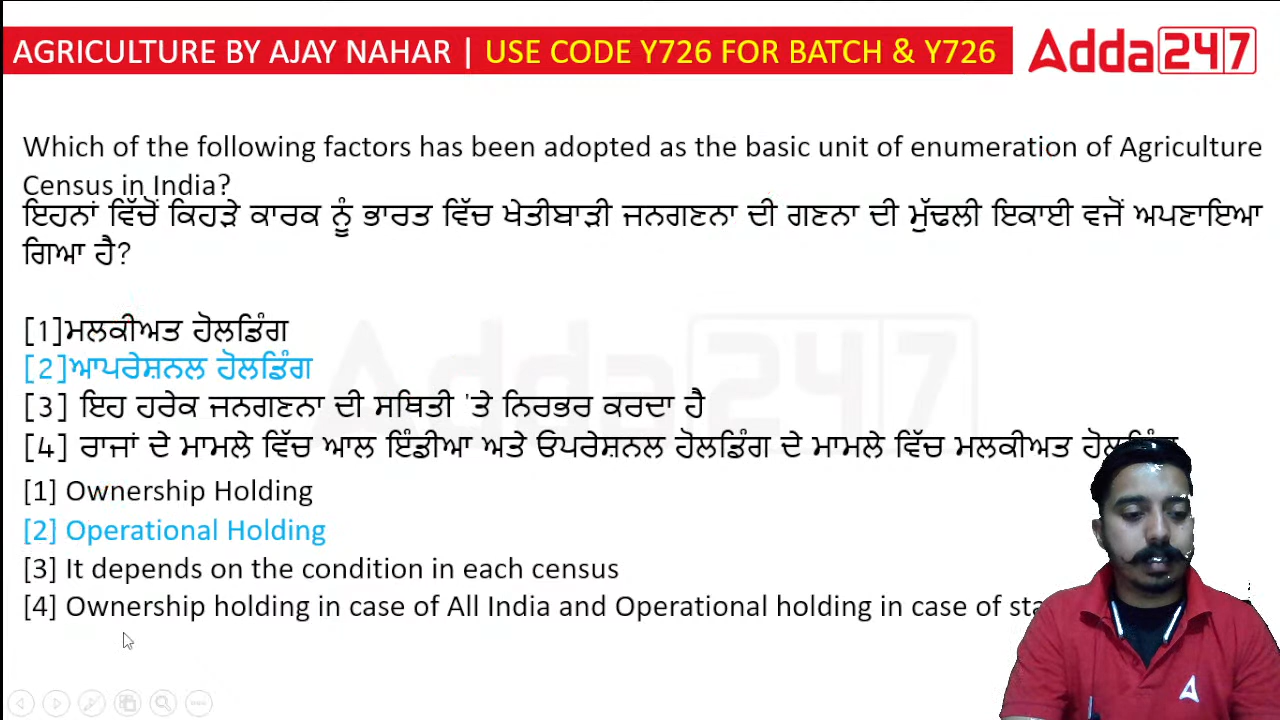 AGRICULTURE BY AJAY NAHAR | USE CODE Y726 FOR BATCH & Y726
Adda247
Which of the following factors has been adopted as the basic unit of enumeration of Agriculture
Census in India?
ਇਹਨਾਂ ਵਿੱਚੋਂ ਕਿਹੜੇ ਕਾਰਕ ਨੂੰ ਭਾਰਤ ਵਿੱਚ ਖੇਤੀਬਾੜੀ ਜਨਗਣਨਾ ਦੀ ਗਣਨਾ ਦੀ ਮੁੱਢਲੀ ਇਕਾਈ ਵਜੋਂ ਅਪਣਾਇਆ
ਗਿਆ ਹੈ?
[1]ਮਲਕੀਅਤ ਹੋਲਡਿੰਗ
[2]ਆਪਰੇਸ਼ਨਲ ਹੋਲਡਿੰਗ
[3] ਇਹ ਹਰੇਕ ਜਨਗਣਨਾ ਦੀ ਸਥਿਤੀ 'ਤੇ ਨਿਰਭਰ ਕਰਦਾ ਹੈ
[4] ਰਾਜਾਂ ਦੇ ਮਾਮਲੇ ਵਿੱਚ ਆਲ ਇੰਡੀਆ ਅਤੇ ਓਪਰੇਸ਼ਨਲ ਹੋਲਡਿੰਗ ਦੇ ਮਾਮਲੇ ਵਿੱਚ ਮਲਕੀਅਤ
[1] Ownership Holding
[2] Operational Holding
[3] It depends on the condition in each census
[4] Ownership holding in case of All India and Operational holding in case of